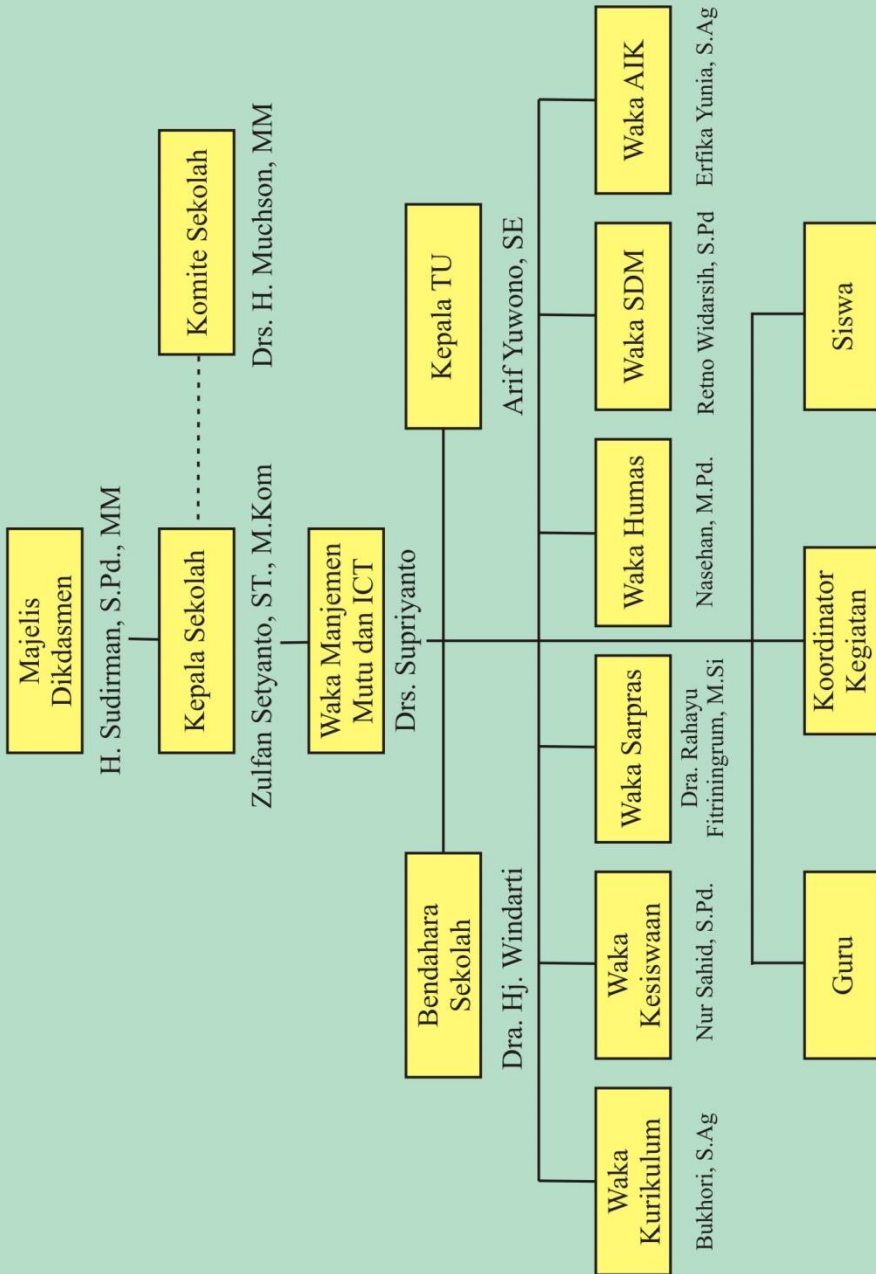 Majelis
Dikdasmen
H. Sudirman, S.Pd., MM
Kepala Sekolah
Zulfan Setyanto, ST., M.Kom
Komite Sekolah
Drs. H. Muchson, MM
Waka Manjemen
Mutu dan ICT
Drs. Supriyanto
Bendahara
Sekolah
Dra. Hj. Windarti
Kepala TU
Arif Yuwono, SE
Waka
Kurikulum
Bukhori, S.Ag
Waka
Kesiswaan
Nur Sahid, S.Pd.
Waka Sarpras
Dra. Rahayu
Fitriningrum, M.Si
Waka Humas
Nasehan, M.Pd.
Waka SDM
Retno Widarsih, S.Pd
Waka AIK
Erfika Yunia, S.Ag
Guru
Koordinator
Kegiatan
Siswa